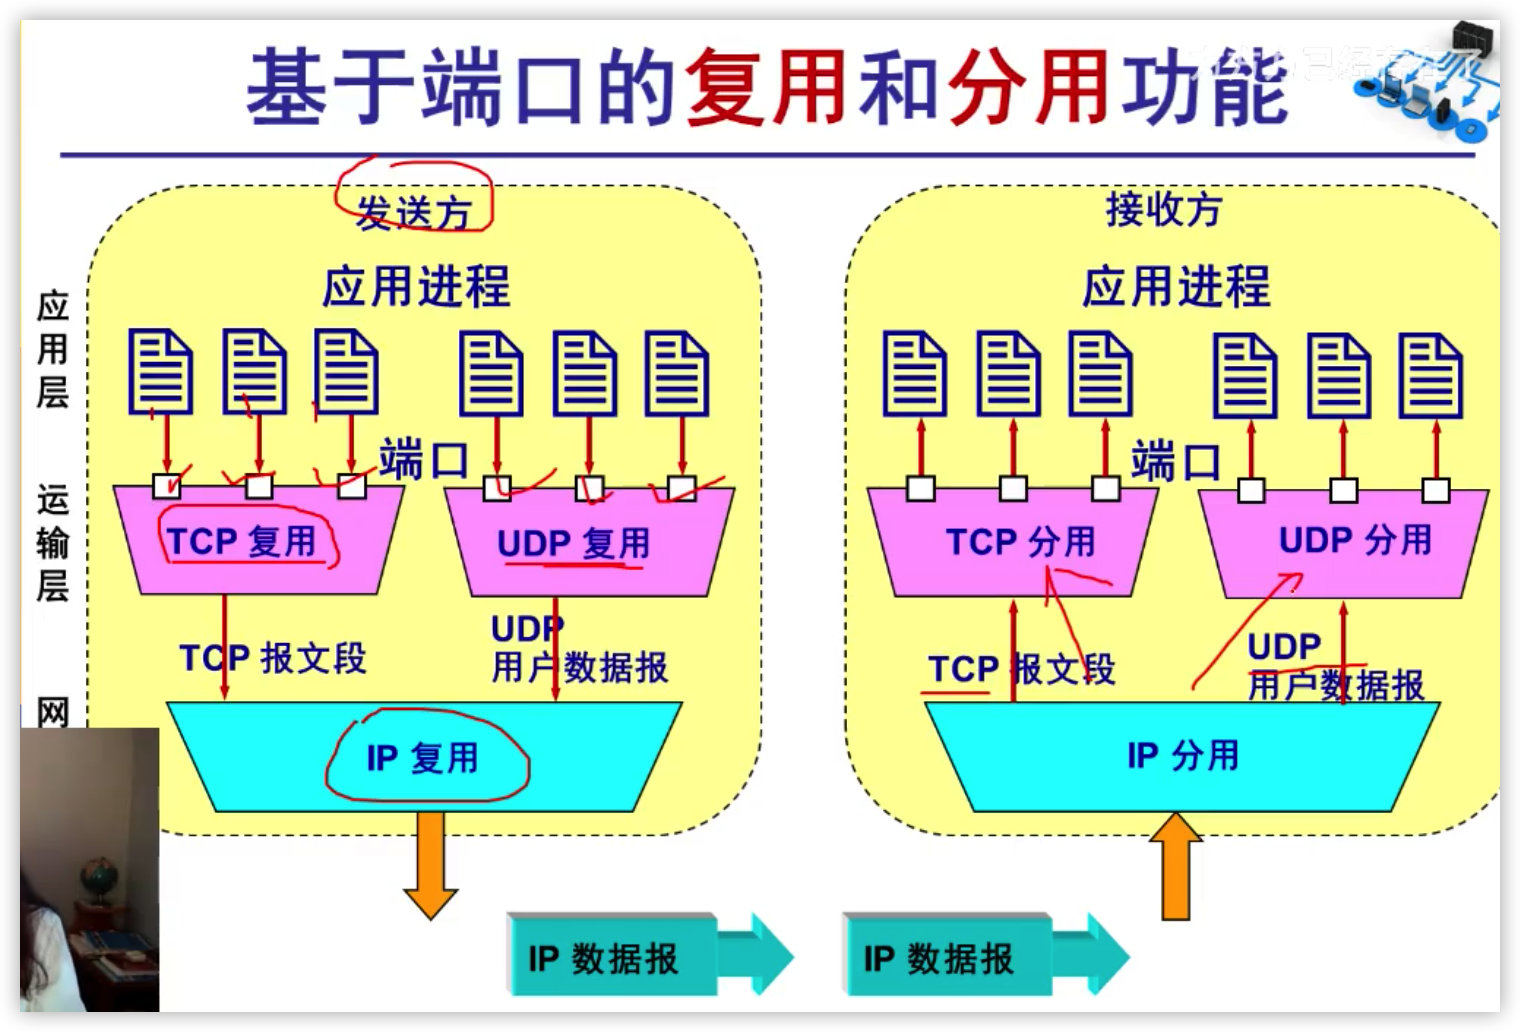 基于端口的复用和分用功能
发送方
接收方
应用进程
应用进程
应用层
端口
端口
运输层
TCP 复用
UDP 复用
TCP 分用
UDP 分用
TCP 报文段
UDP
用户数据报
TCP 报文段
UDP
用户数据报
网
IP 复用
IP 分用
IP 数据报
IP 数据报